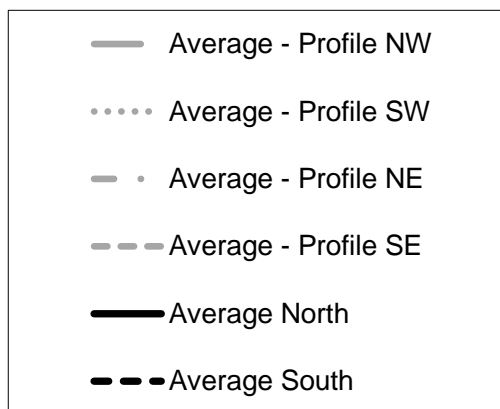 Average - Profile NW
Average - Profile SW
Average - Profile NE
Average - Profile SE
Average North
Average South